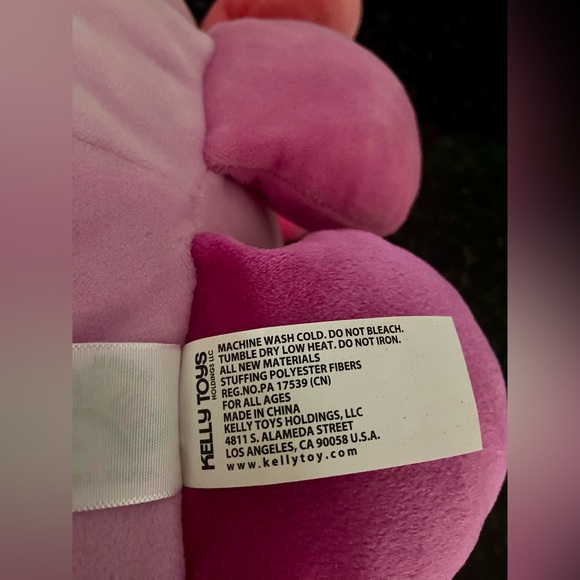 KELLY TOYS
HOLDINGS LLC
MACHINE WASH COLD. DO NOT BLEACH.
TUMBLE DRY LOW HEAT. DO NOT IRON.
ALL NEW MATERIALS
STUFFING POLYESTER FIBERS
REG.NO.PA 17539 (CN)
FOR ALL AGES
MADE IN CHINA
KELLY TOYS HOLDINGS, LLC
4811 S. ALAMEDA STREET
LOS ANGELES, CA 90058 U.S.A.
www.kellytoy.com